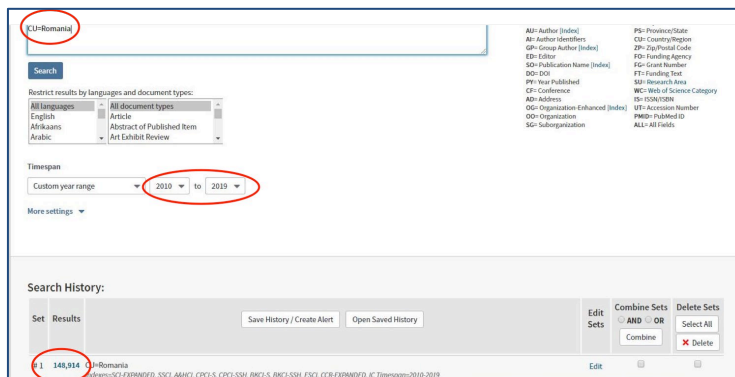 CU=Romania
Search
Restrict results by languages and document types:
All languages
English
Afrikaans
Arabic
All document types
Article
Abstract of Published Item
Art Exhibit Review
Timespan
Custom year range
2010 to 2019
More settings
AU= Author [Index]
AI= Author Identifiers
GP= Group Author [Index]
ED= Editor
SO= Publication Name [Index]
DO= DOI
PY= Year Published
CF= Conference
AD= Address
OG= Organization-Enhanced [Index]
OO= Organization
SG= Suborganization
PS= Province/State
CU= Country/Region
ZP= Zip/Postal Code
FO= Funding Agency
FG= Grant Number
FT= Funding Text
SU= Research Area
WC= Web of Science Category
IS= ISSN/ISBN
UT= Accession Number
PMID= PubMed ID
ALL= All Fields
Search History:
Set Results Save History / Create Alert Open Saved History Edit Sets Combine Sets AND OR Combine Delete Sets Select All Delete
# 1 148,914 CU=Romania Edit
Indexes=SCI-EXPANDED, SSCI, A&HCI, CPCI-S, CPCI-SSH, BKCI-S, BKCI-SSH, ESCI, CCR-EXPANDED, IC Timespan=2010-2019